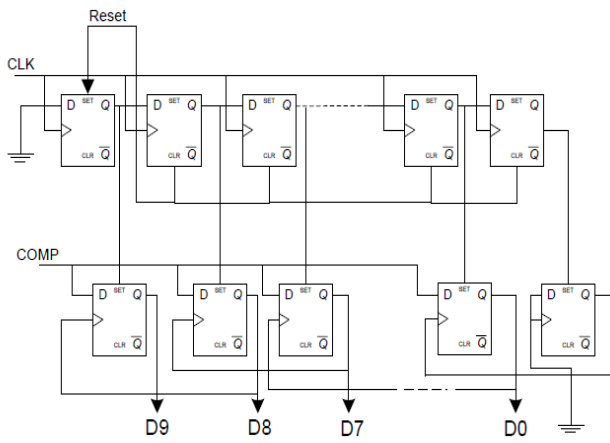 Reset
CLK
D SET Q D SET Q D SET Q D SET Q D SET Q
CLR Q̅ CLR Q̅ CLR Q̅ CLR Q̅ CLR Q̅
COMP
D SET Q D SET Q D SET Q D SET Q D SET Q
CLR Q̅ CLR Q̅ CLR Q̅ CLR Q̅ CLR Q̅
D9 D8 D7 D0